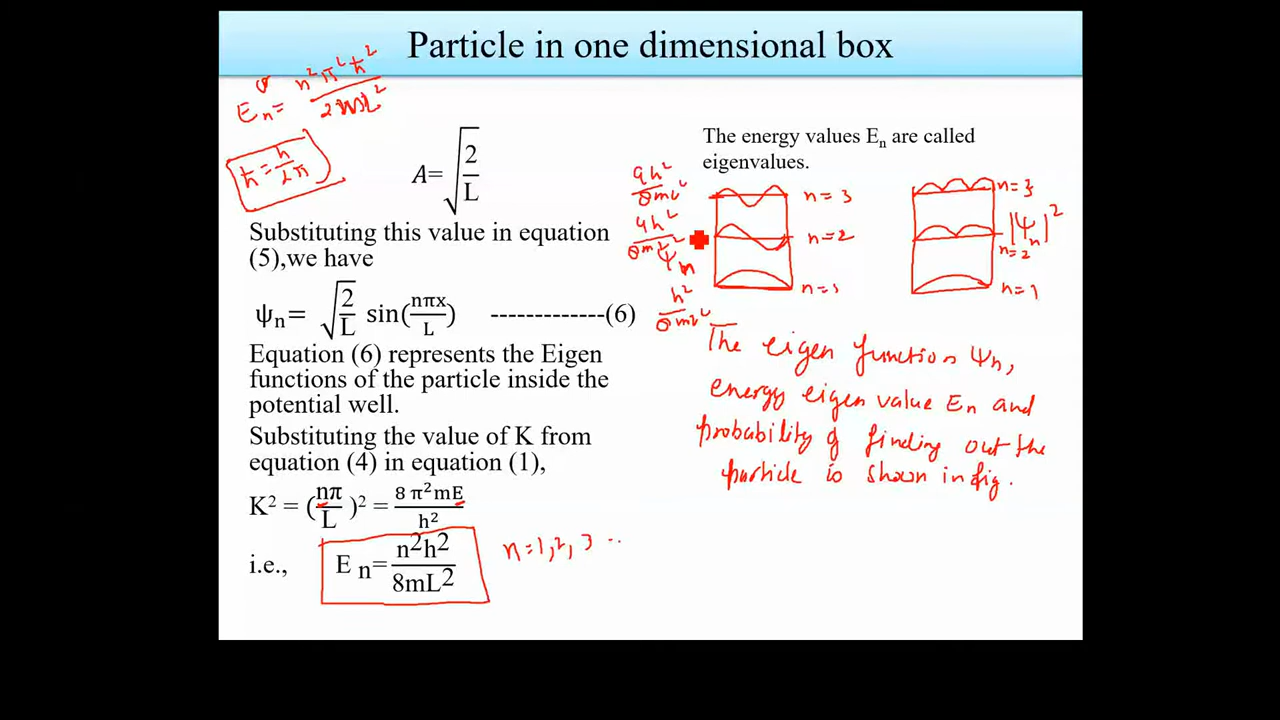 Particle in one dimensional box
or
Eₙ = n²π²ħ² / 2mL²
ħ = h / 2π
A = √(2/L)
Substituting this value in equation
(5),we have
ψₙ = √(2/L) sin(nπx/L) -------------(6)
Equation (6) represents the Eigen
functions of the particle inside the
potential well.
Substituting the value of K from
equation (4) in equation (1),
K² = (nπ/L)² = 8 π²mE / h²
i.e., E ₙ = n²h² / 8mL² n=1,2,3 ..
The energy values Eₙ are called
eigenvalues.
9h² / 8mL² n=3
4h² / 8mL² n=2
ψₙ
h² / 8mL² n=1
n=3
|ψₙ|²
n=2
n=1
The eigen function ψₙ,
energy eigen value Eₙ and
probability of finding out the
particle is shown in fig.